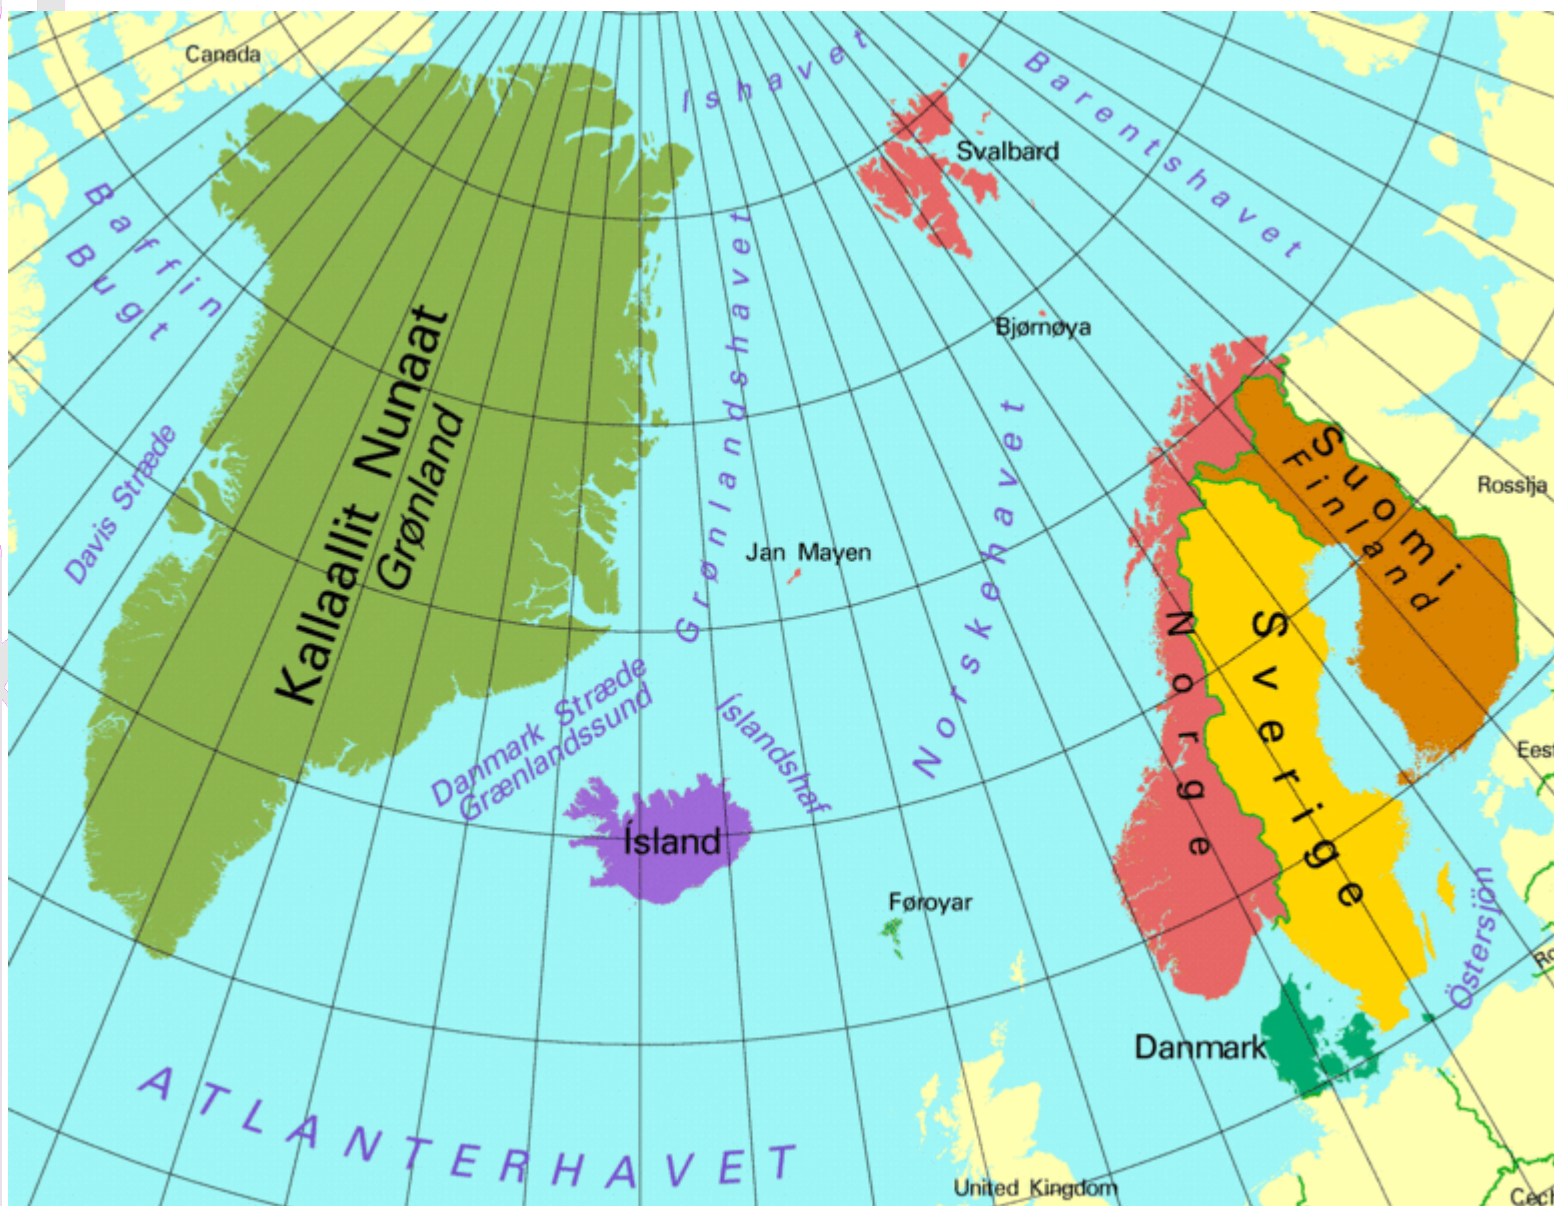 Canada
Ishavet
Barentshavet
Svalbard
Baffin
Bugt
Bjørnøya
Kallaallit Nunaat
Grønland
Davis Stræde
Grønlandshavet
Norskehavet
Jan Mayen
Suomi
Finland
Rossija
Norge
Sverige
Danmark Stræde
Grænlandssund
Íslandshaf
Ísland
Føroyar
Östersjön
Danmark
ATLANTERHAVET
United Kingdom